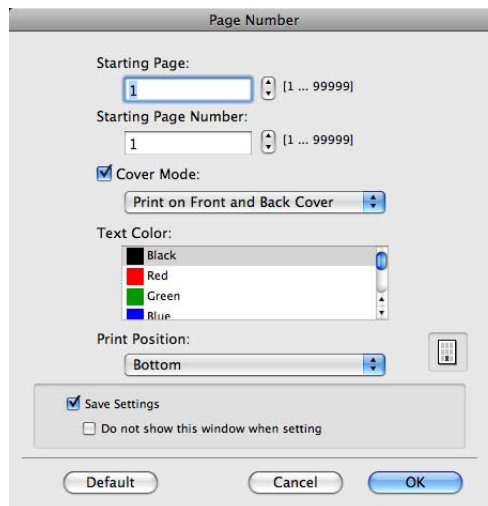 Page Number
Starting Page:
1 [1 ... 99999]
Starting Page Number:
1 [1 ... 99999]
Cover Mode:
Print on Front and Back Cover
Text Color:
Black
Red
Green
Blue
Print Position:
Bottom
Save Settings
Do not show this window when setting
Default Cancel OK